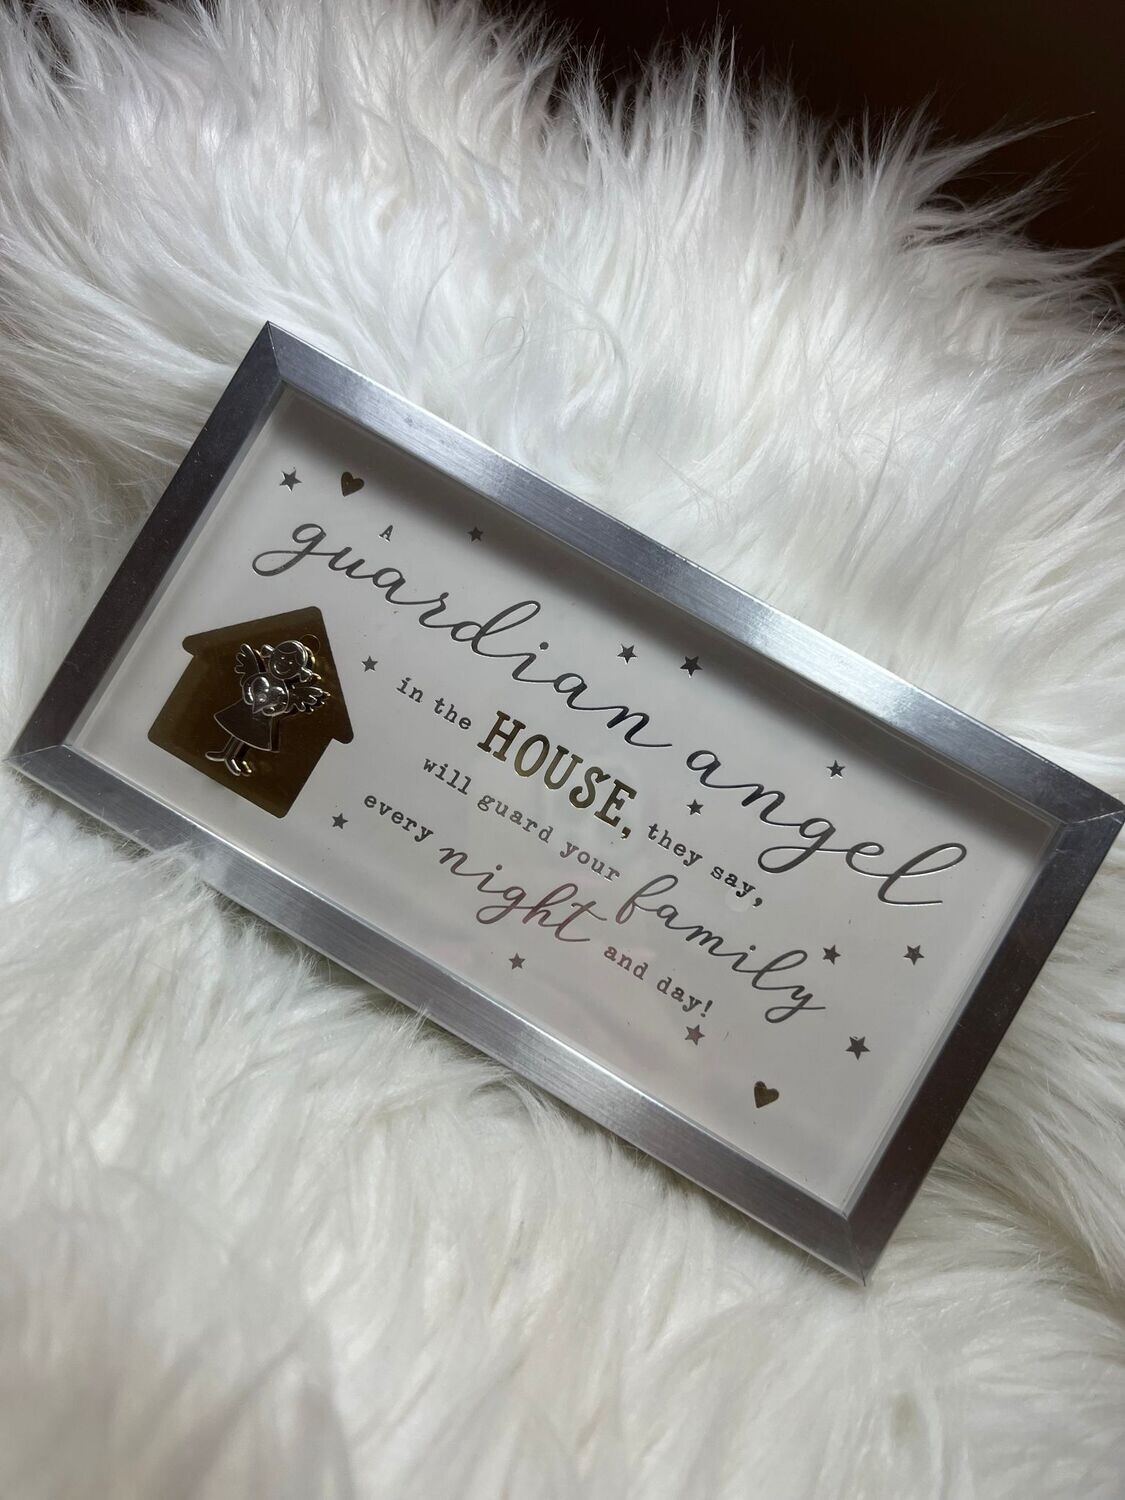 A
guardian angel
in the HOUSE, they say,
will guard your family
every night and day!